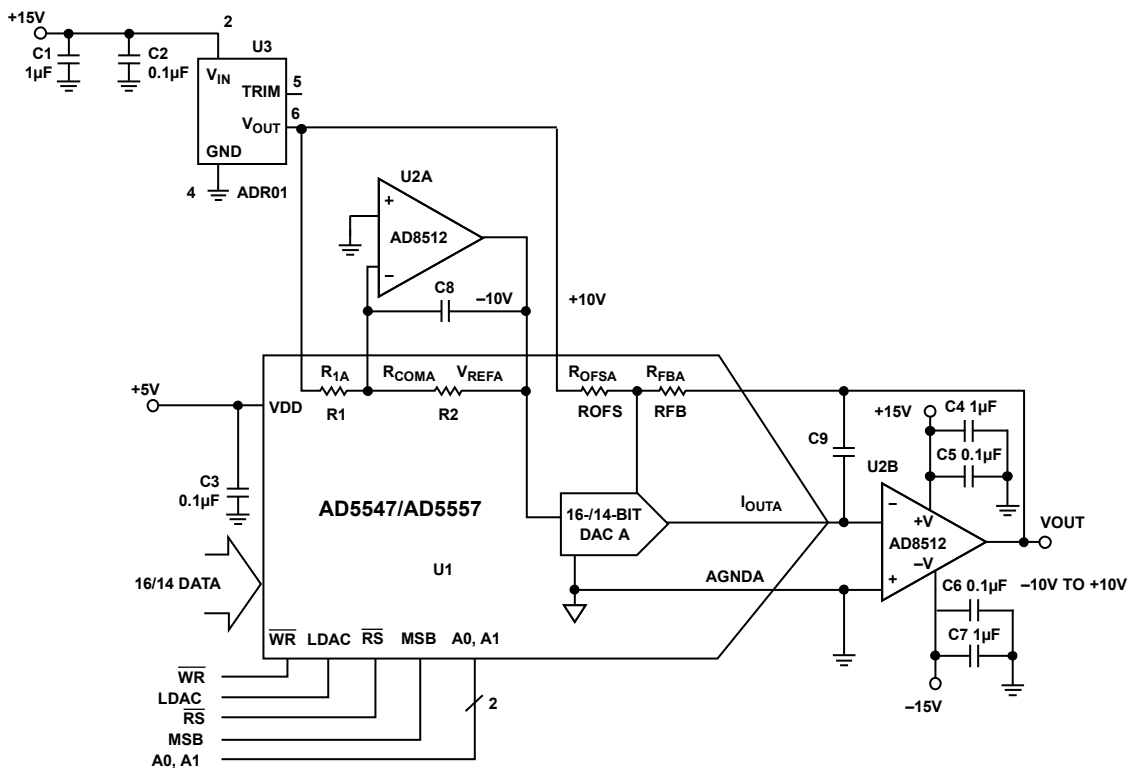 +15V
2
U3
C1
1µF
C2
0.1µF
VIN
TRIM
5
VOUT
6
GND
4
ADR01
U2A
+
AD8512
–
C8
–10V
+10V
+5V
VDD
R1A
RCOMA
VREFA
ROFSA
RFBA
R1
R2
ROFS
RFB
C3
0.1µF
AD5547/AD5557
16-/14-BIT
DAC A
IOUTA
C9
+15V
C4 1µF
C5 0.1µF
U2B
–
+V
AD8512
–V
+
VOUT
–10V TO +10V
C6 0.1µF
C7 1µF
–15V
U1
AGNDA
16/14 DATA
WR LDAC RS MSB A0, A1
WR
LDAC
RS
MSB
A0, A1
2